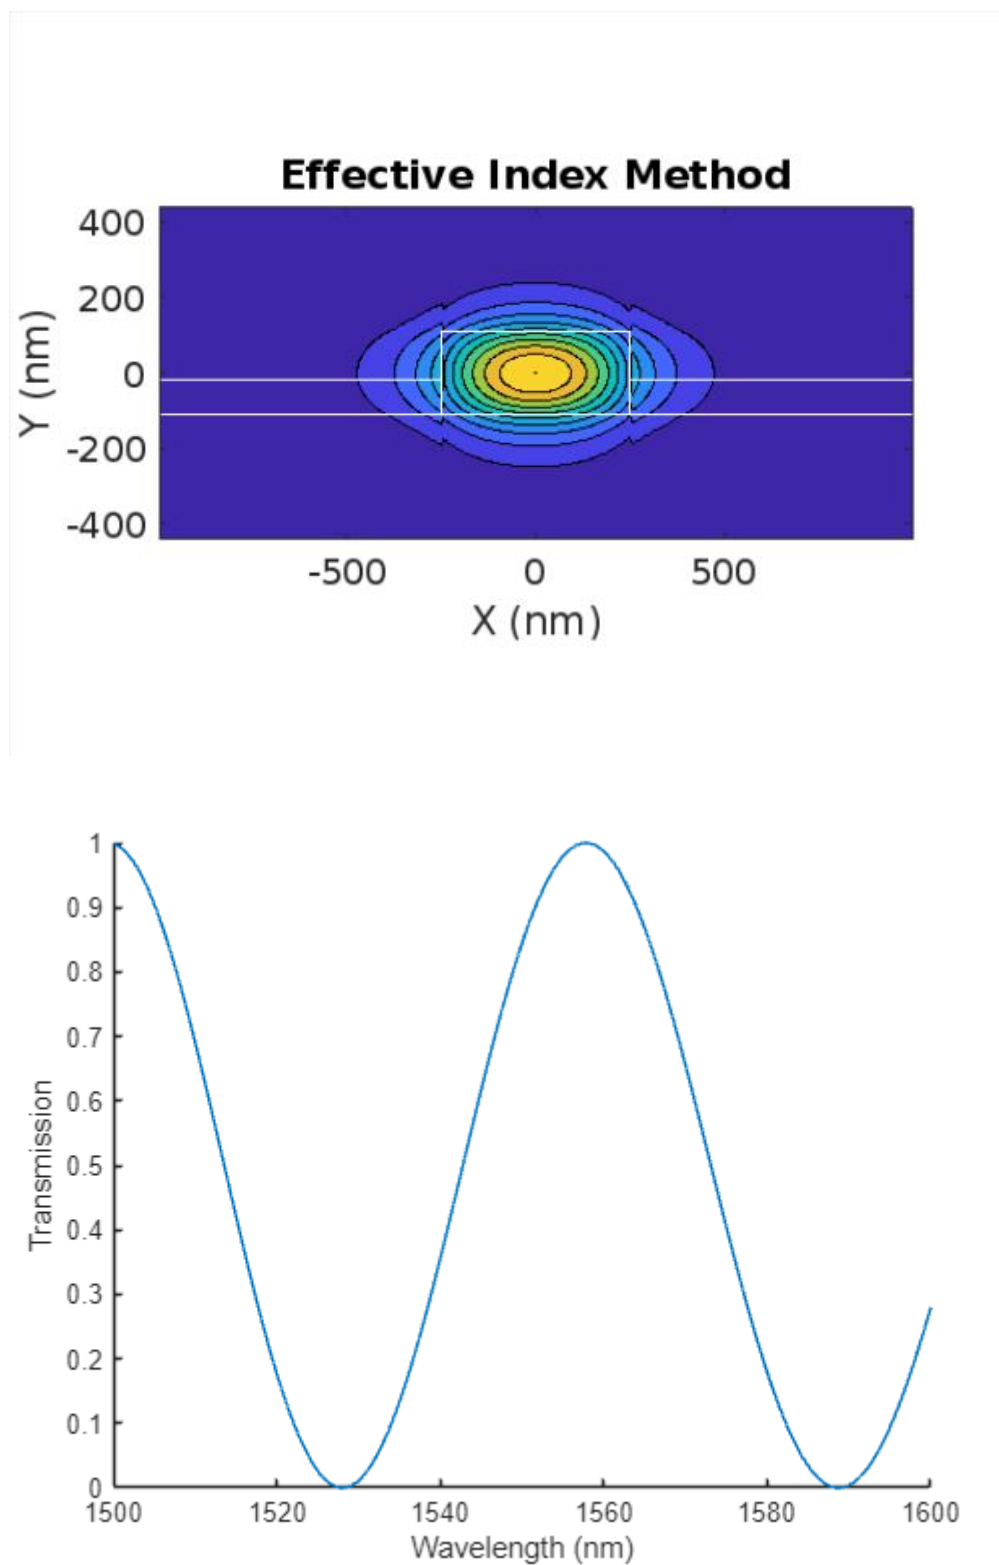 Effective Index Method
400
200
0
-200
-400
Y (nm)
-500 0 500
X (nm)
1
0.9
0.8
0.7
0.6
0.5
0.4
0.3
0.2
0.1
0
Transmission
1500 1520 1540 1560 1580 1600
Wavelength (nm)